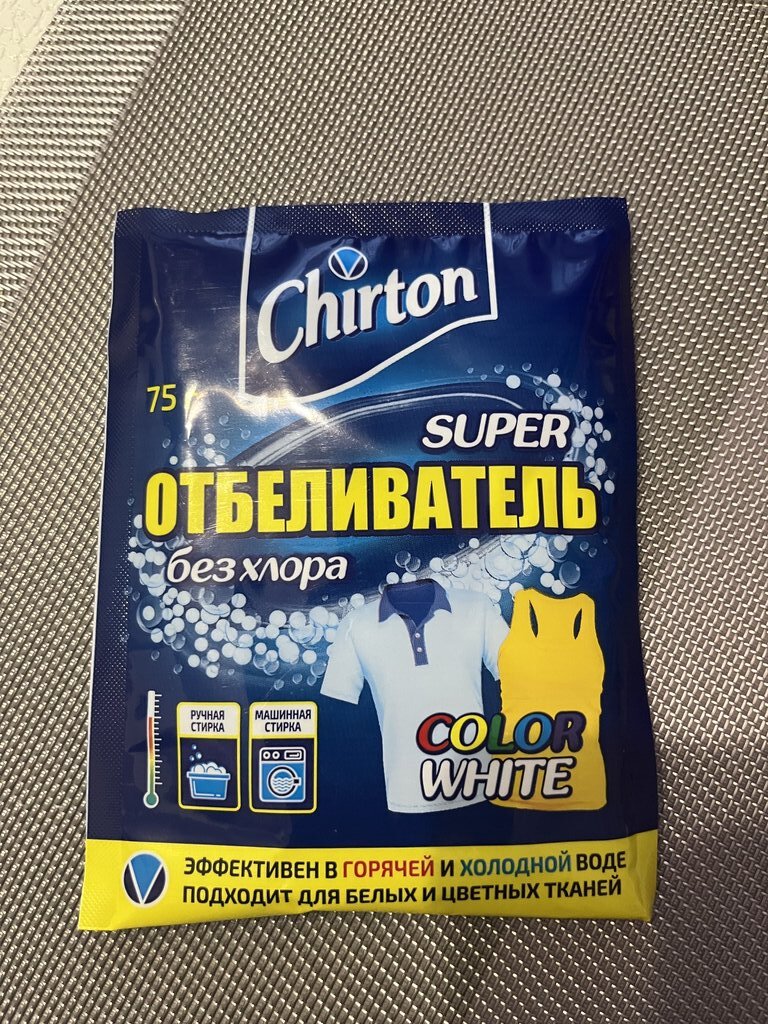 Chirton
75
SUPER
ОТБЕЛИВАТЕЛЬ
без хлора
РУЧНАЯ
СТИРКА
МАШИННАЯ
СТИРКА
COLOR
WHITE
ЭФФЕКТИВЕН В ГОРЯЧЕЙ И ХОЛОДНОЙ ВОДЕ
ПОДХОДИТ ДЛЯ БЕЛЫХ И ЦВЕТНЫХ ТКАНЕЙ